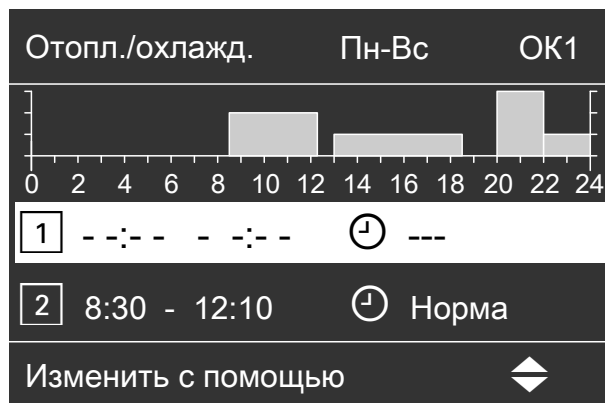 Отопл./охлажд. Пн-Вс ОК1
0 2 4 6 8 10 12 14 16 18 20 22 24
1 - -:- - - -:- - ---
2 8:30 - 12:10 Норма
Изменить с помощью